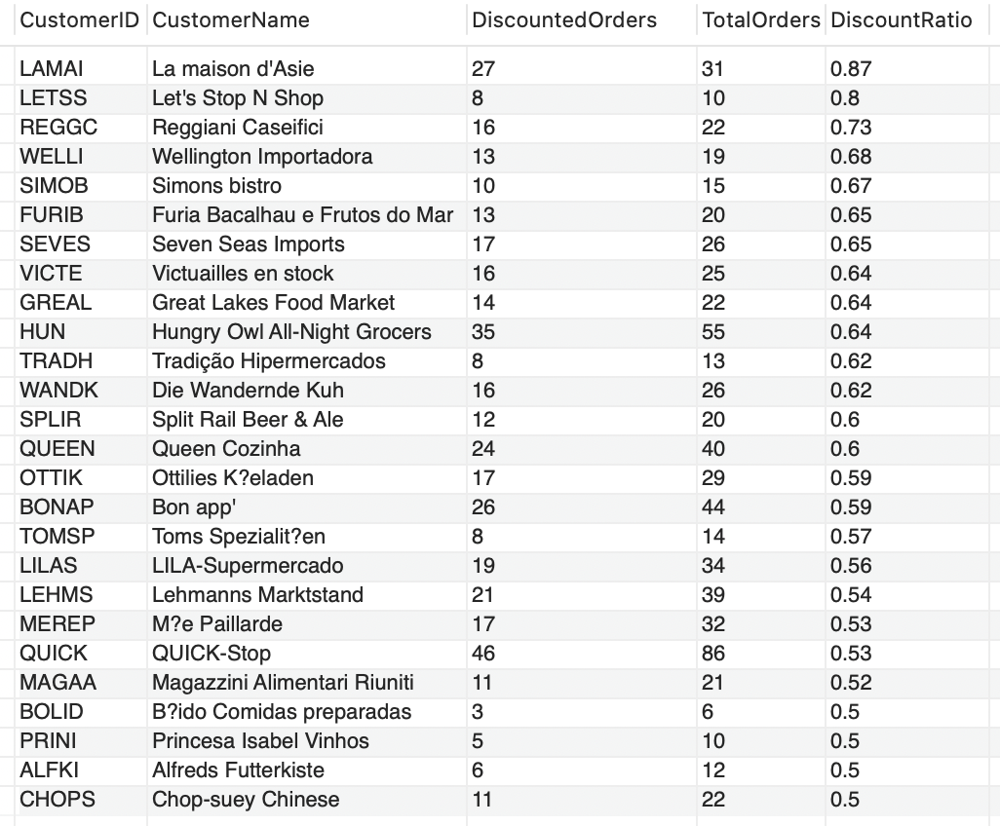 CustomerID CustomerName DiscountedOrders TotalOrders DiscountRatio
LAMAI La maison d'Asie 27 31 0.87
LETSS Let's Stop N Shop 8 10 0.8
REGGC Reggiani Caseifici 16 22 0.73
WELLI Wellington Importadora 13 19 0.68
SIMOB Simons bistro 10 15 0.67
FURIB Furia Bacalhau e Frutos do Mar 13 20 0.65
SEVES Seven Seas Imports 17 26 0.65
VICTE Victuailles en stock 16 25 0.64
GREAL Great Lakes Food Market 14 22 0.64
HUN Hungry Owl All-Night Grocers 35 55 0.64
TRADH Tradição Hipermercados 8 13 0.62
WANDK Die Wandernde Kuh 16 26 0.62
SPLIR Split Rail Beer & Ale 12 20 0.6
QUEEN Queen Cozinha 24 40 0.6
OTTIK Ottilies K?eladen 17 29 0.59
BONAP Bon app' 26 44 0.59
TOMSP Toms Spezialit?en 8 14 0.57
LILAS LILA-Supermercado 19 34 0.56
LEHMS Lehmanns Marktstand 21 39 0.54
MEREP M?e Paillarde 17 32 0.53
QUICK QUICK-Stop 46 86 0.53
MAGAA Magazzini Alimentari Riuniti 11 21 0.52
BOLID B?ido Comidas preparadas 3 6 0.5
PRINI Princesa Isabel Vinhos 5 10 0.5
ALFKI Alfreds Futterkiste 6 12 0.5
CHOPS Chop-suey Chinese 11 22 0.5